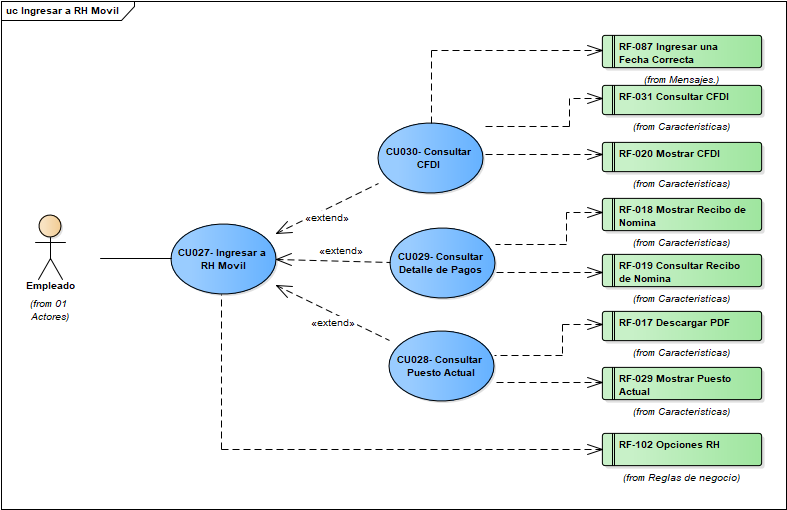 uc Ingresar a RH Movil
RF-087 Ingresar una
Fecha Correcta
(from Mensajes.)
RF-031 Consultar CFDI
(from Caracteristicas)
CU030- Consultar
CFDI
RF-020 Mostrar CFDI
(from Caracteristicas)
«extend»
RF-018 Mostrar Recibo de
Nomina
(from Caracteristicas)
CU027- Ingresar a
RH Movil
«extend»
CU029- Consultar
Detalle de Pagos
RF-019 Consultar Recibo
de Nomina
(from Caracteristicas)
Empleado
(from 01
Actores)
«extend»
RF-017 Descargar PDF
(from Caracteristicas)
CU028- Consultar
Puesto Actual
RF-029 Mostrar Puesto
Actual
(from Caracteristicas)
RF-102 Opciones RH
(from Reglas de negocio)